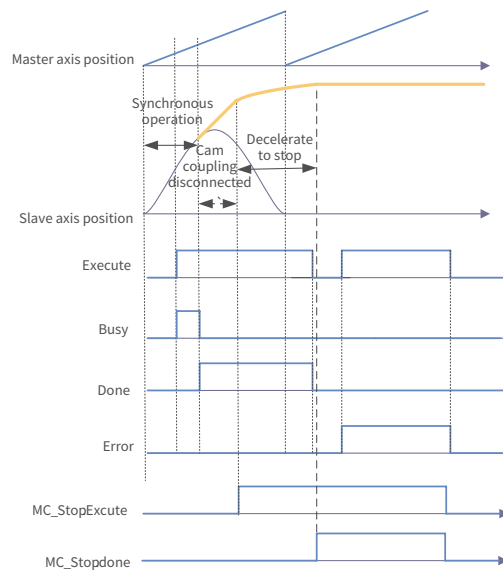 Master axis position
Synchronous
operation
Decelerate
to stop
Cam
coupling
disconnected
Slave axis position
Execute
Busy
Done
Error
MC_StopExcute
MC_Stopdone